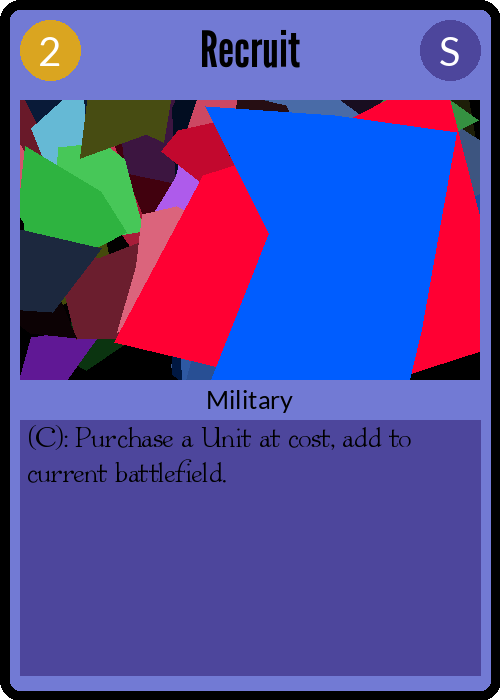 2
Recruit
S
Military
(C): Purchase a Unit at cost, add to
current battlefield.